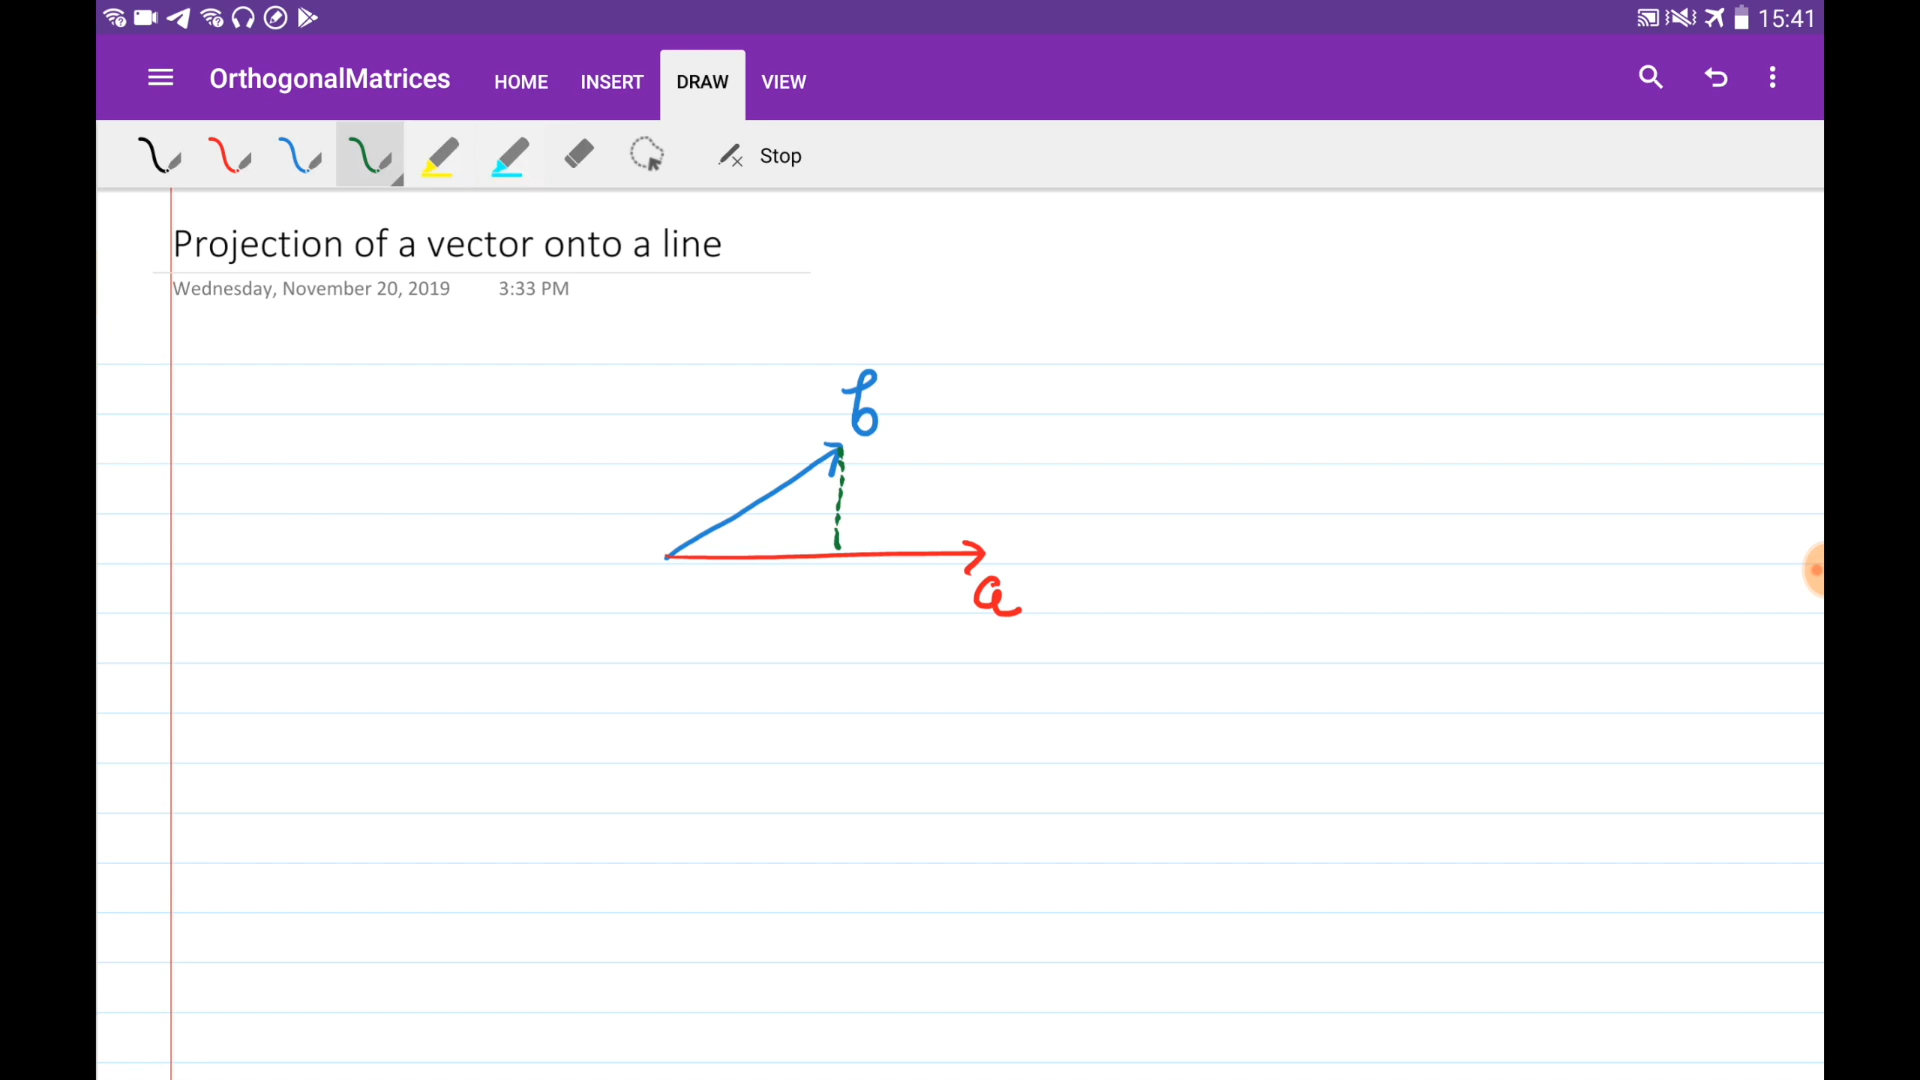 15:41
OrthogonalMatrices HOME INSERT DRAW VIEW
Stop
Projection of a vector onto a line
Wednesday, November 20, 2019 3:33 PM
b
a